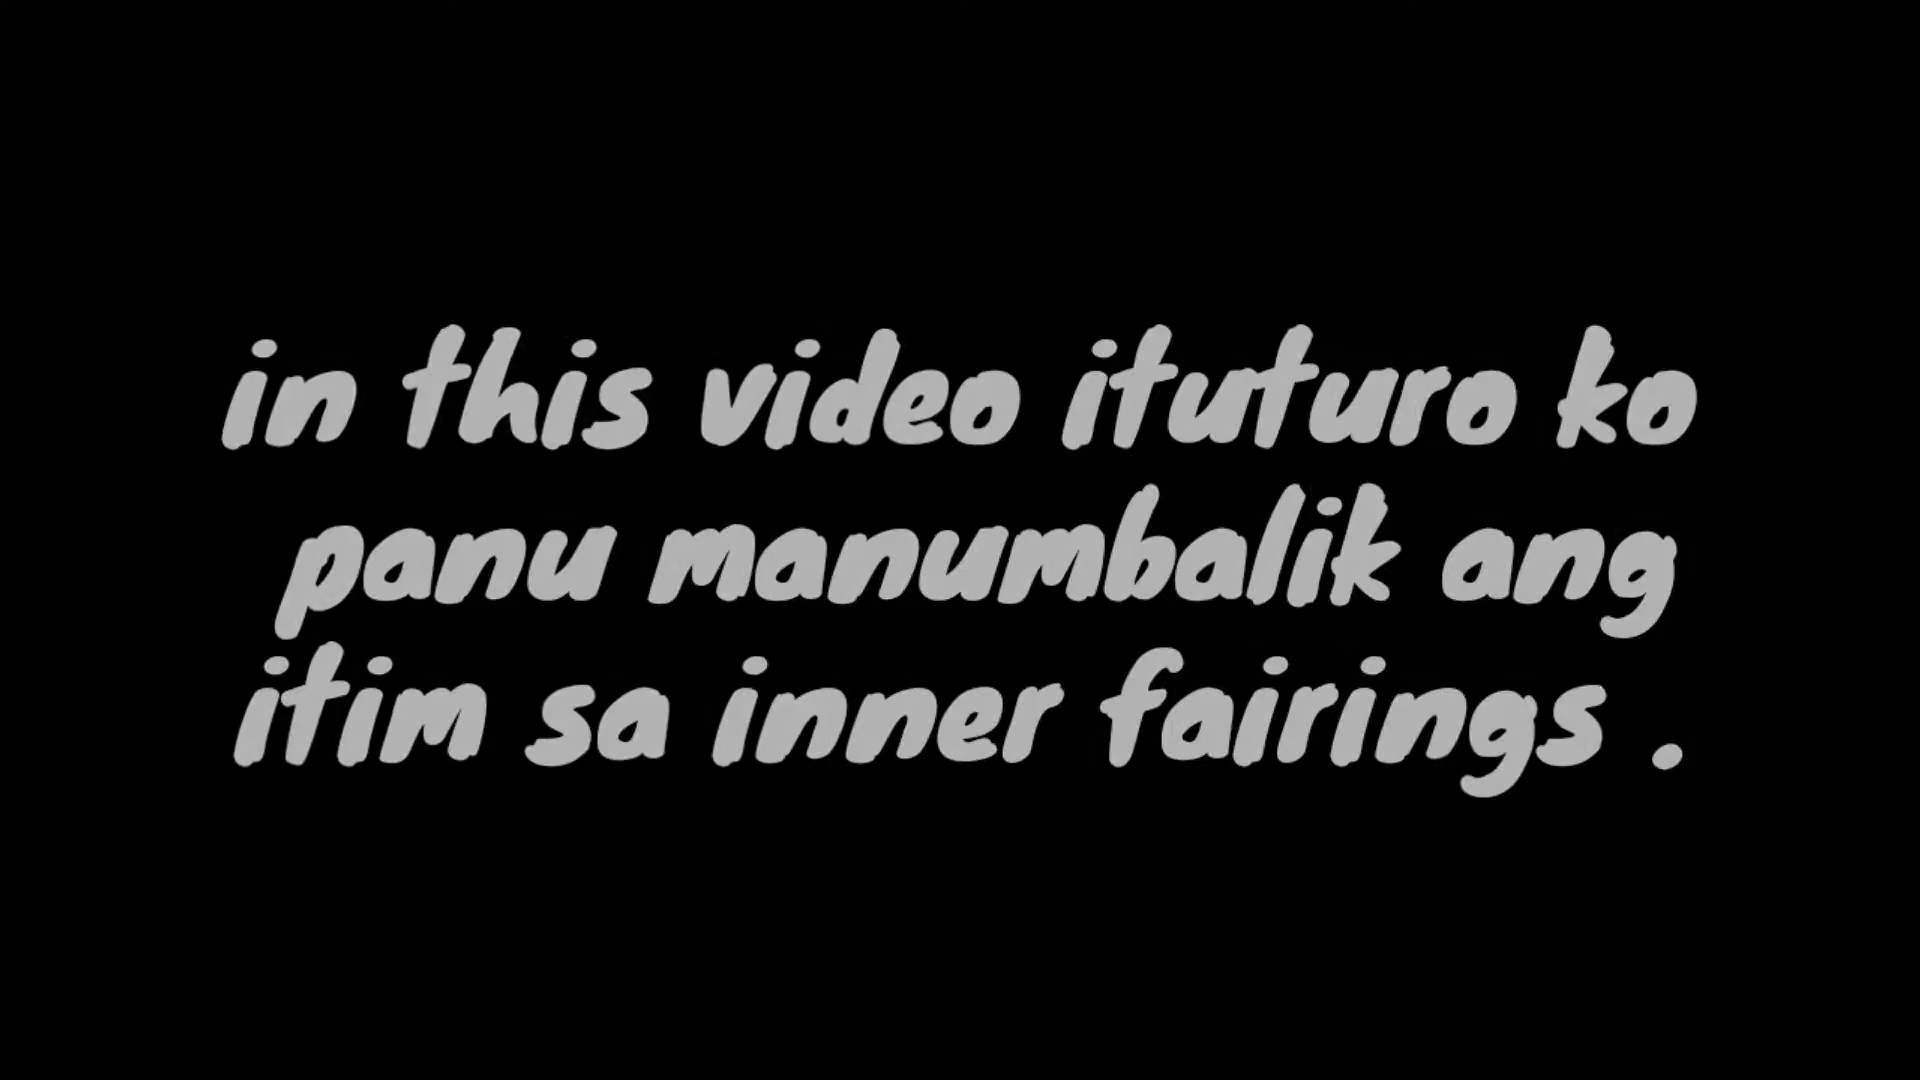 in this video ituturo ko
panu manumbalik ang
itim sa inner fairings .